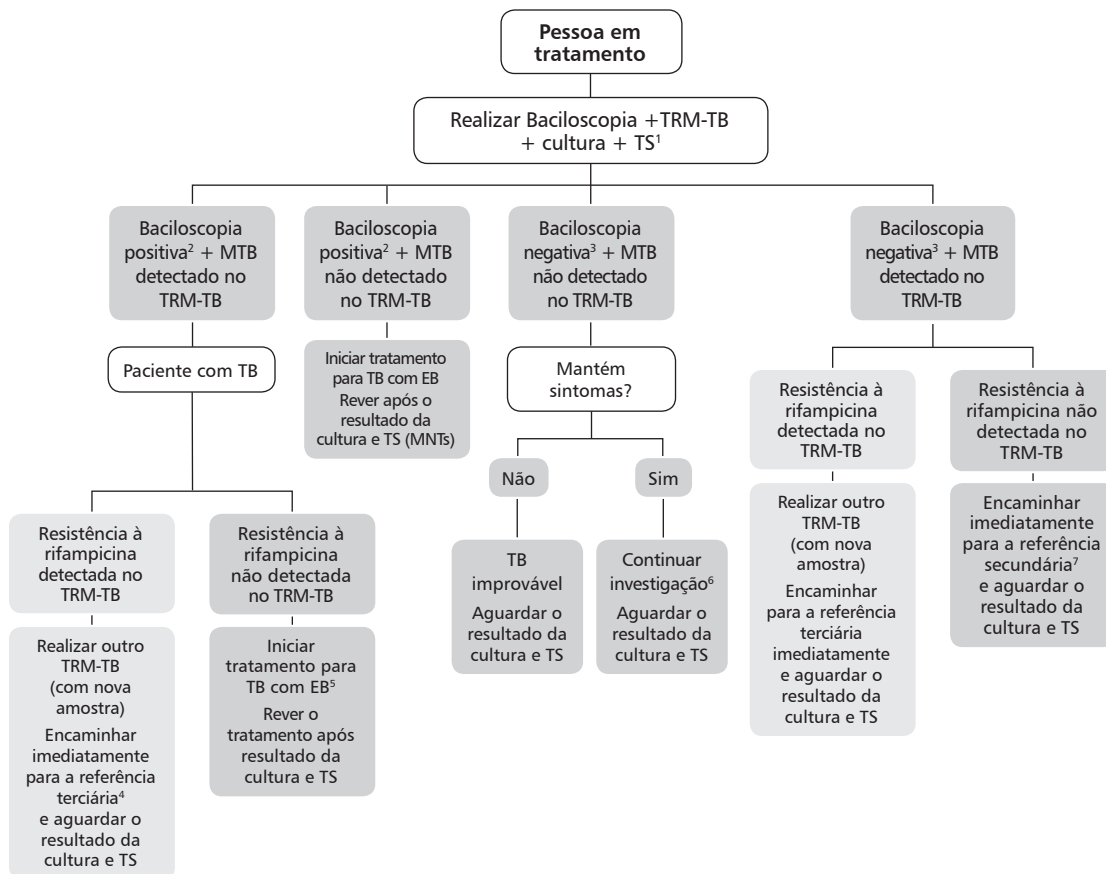 Pessoa em
tratamento
Realizar Baciloscopia +TRM-TB
+ cultura + TS¹
Baciloscopia
positiva² + MTB
detectado no
TRM-TB
Baciloscopia
positiva² + MTB
não detectado
no TRM-TB
Baciloscopia
negativa³ + MTB
não detectado
no TRM-TB
Baciloscopia
negativa³ + MTB
detectado no
TRM-TB
Paciente com TB
Iniciar tratamento
para TB com EB
Rever após o
resultado da
cultura e TS (MNTs)
Mantém
sintomas?
Não
Sim
TB
improvável
Aguardar o
resultado da
cultura e TS
Continuar
investigação⁶
Aguardar o
resultado da
cultura e TS
Resistência à
rifampicina
detectada no
TRM-TB
Realizar outro
TRM-TB
(com nova
amostra)
Encaminhar
para a referência
terciária
imediatamente
e aguardar o
resultado da
cultura e TS
Resistência à
rifampicina não
detectada no
TRM-TB
Encaminhar
imediatamente
para a referência
secundária⁷
e aguardar o
resultado da
cultura e TS
Resistência à
rifampicina
detectada no
TRM-TB
Realizar outro
TRM-TB
(com nova
amostra)
Encaminhar
imediatamente
para a referência
terciária⁴
e aguardar o
resultado da
cultura e TS
Resistência à
rifampicina
não detectada
no TRM-TB
Iniciar
tratamento para
TB com EB⁵
Rever o
tratamento após
resultado da
cultura e TS